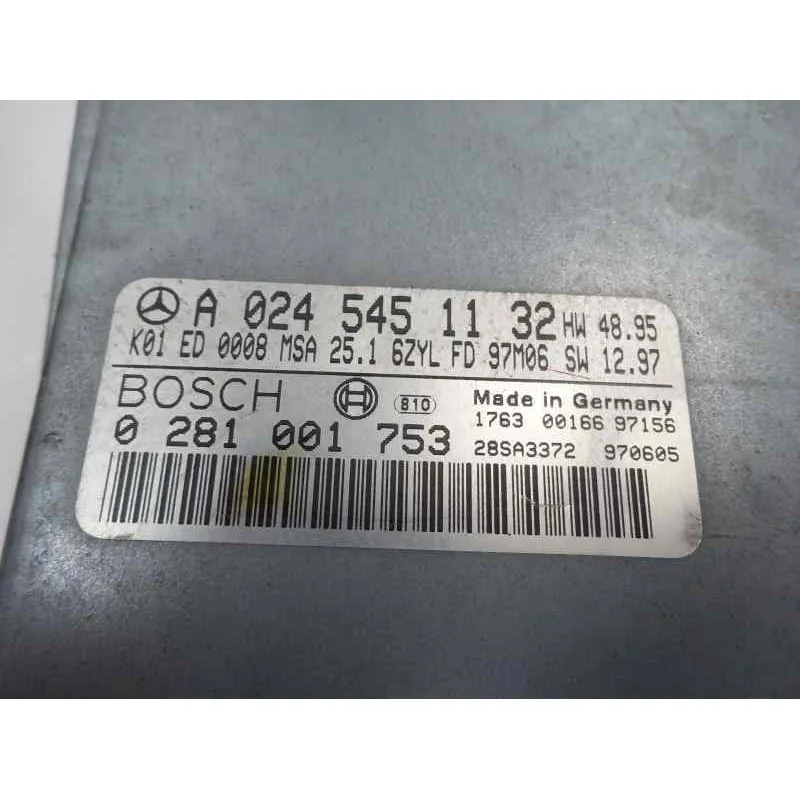 A 024 545 11 32 HW 48.95
K01 ED 0008 MSA 25.1 6ZYL FD 97M06 SW 12.97
BOSCH 810 Made in Germany
1763 00166 97156
0 281 001 753 28SA3372 970605